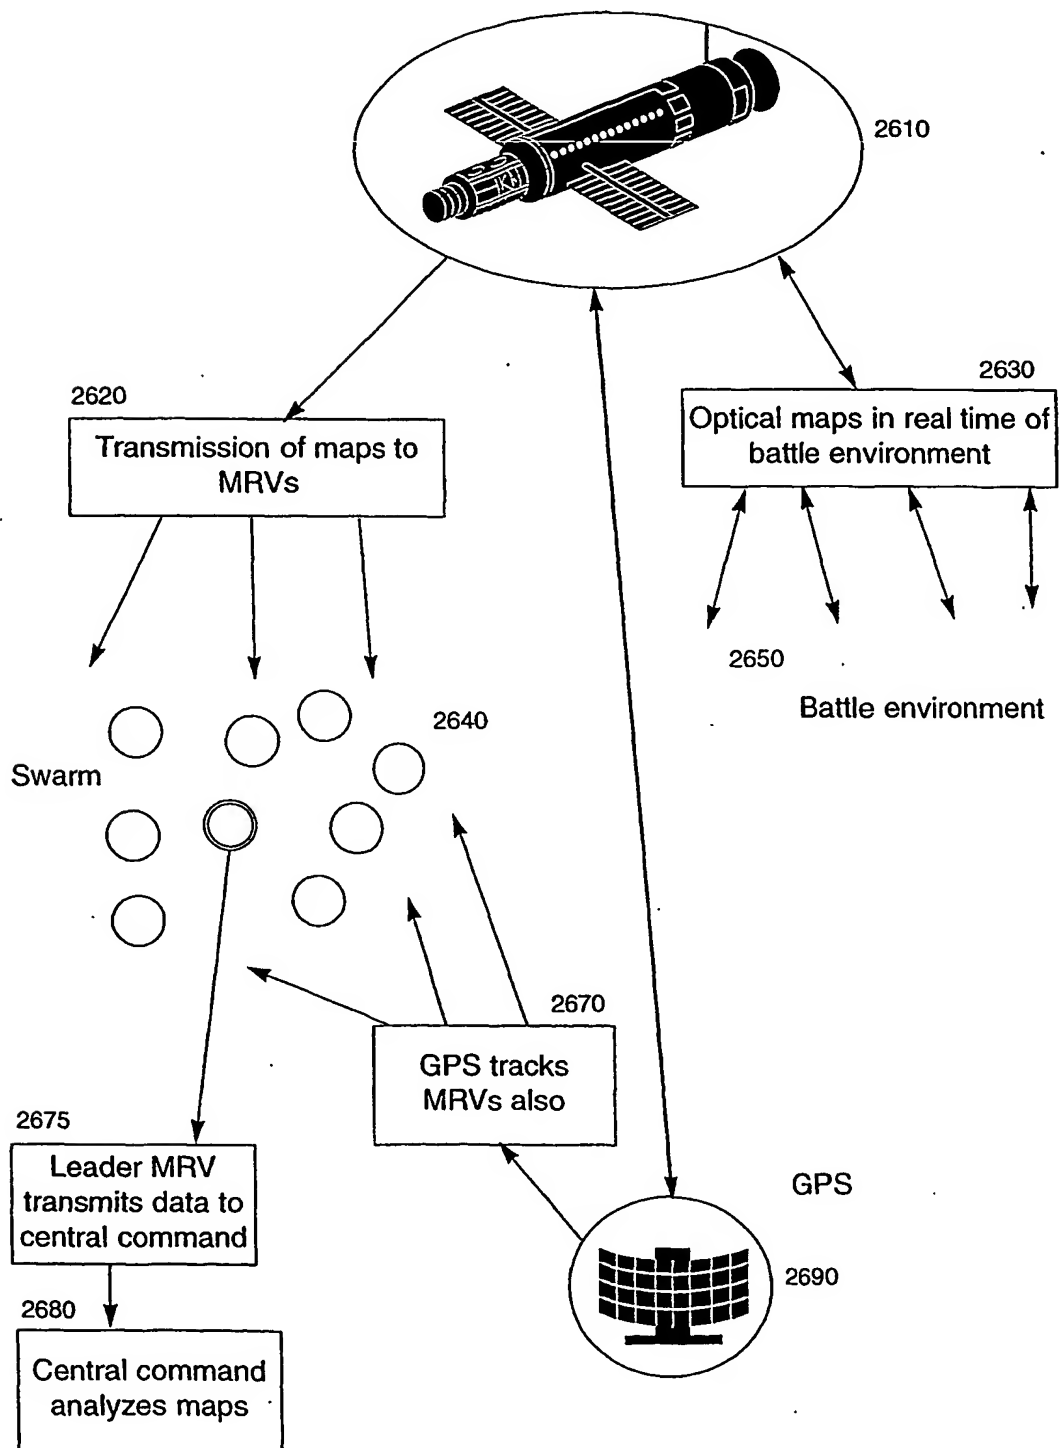 2610
2620
Transmission of maps to
MRVs
2630
Optical maps in real time of
battle environment
2650
Battle environment
2640
Swarm
2670
GPS tracks
MRVs also
2675
Leader MRV
transmits data to
central command
GPS
2690
2680
Central command
analyzes maps